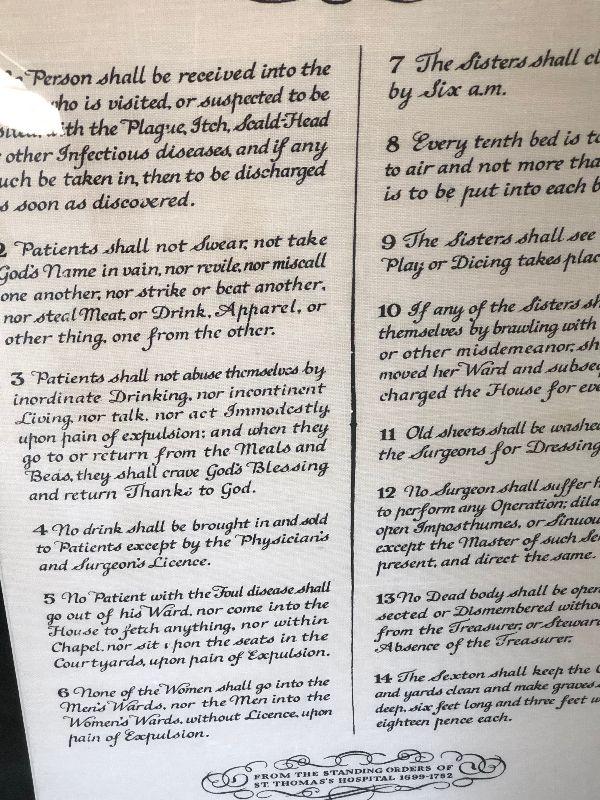 Person shall be received into the
who is visited, or suspected to be
with the Plague, Itch, Scald-Head
other Infectious diseases, and if any
such be taken in, then to be discharged
as soon as discovered.
2 Patients shall not Swear, not take
God's Name in vain, nor revile, nor miscall
one another, nor strike or beat another,
nor steal Meat, or Drink, Apparel, or
other thing, one from the other.
3 Patients shall not abuse themselves by
inordinate Drinking, nor incontinent
Living, nor talk, nor act Immodestly
upon pain of expulsion; and when they
go to or return from the Meals and
Beds, they shall crave God's Blessing
and return Thanks to God.
4 No drink shall be brought in and sold
to Patients except by the Physician's
and Surgeon's Licence.
5 No Patient with the Foul disease shall
go out of his Ward, nor come into the
House to fetch anything, nor within
Chapel, nor sit upon the seats in the
Courtyards, upon pain of Expulsion.
6 None of the Women shall go into the
Men's Wards, nor the Men into the
Women's Wards, without Licence, upon
pain of Expulsion.
7 The Sisters shall cl
by Six a.m.
8 Every tenth bed is to
to air and not more tha
is to be put into each b
9 The Sisters shall see
Play or Dicing takes plac
10 If any of the Sisters sh
themselves by brawling with
or other misdemeanor, sh
moved her Ward and subseq
charged the House for eve
11 Old sheets shall be washe
the Surgeons for Dressing
12 No Surgeon shall suffer h
to perform any Operation; dila
open Imposthumes, or Sinuou
except the Master of such Se
present, and direct the same.
13 No Dead body shall be open
sected or Dismembered witho
from the Treasurer, or Steward
Absence of the Treasurer.
14 The Sexton shall keep the
and yards clean and make graves
deep, six feet long and three feet w
eighteen pence each.
FROM THE STANDING ORDERS OF
ST. THOMAS'S HOSPITAL 1699-1752